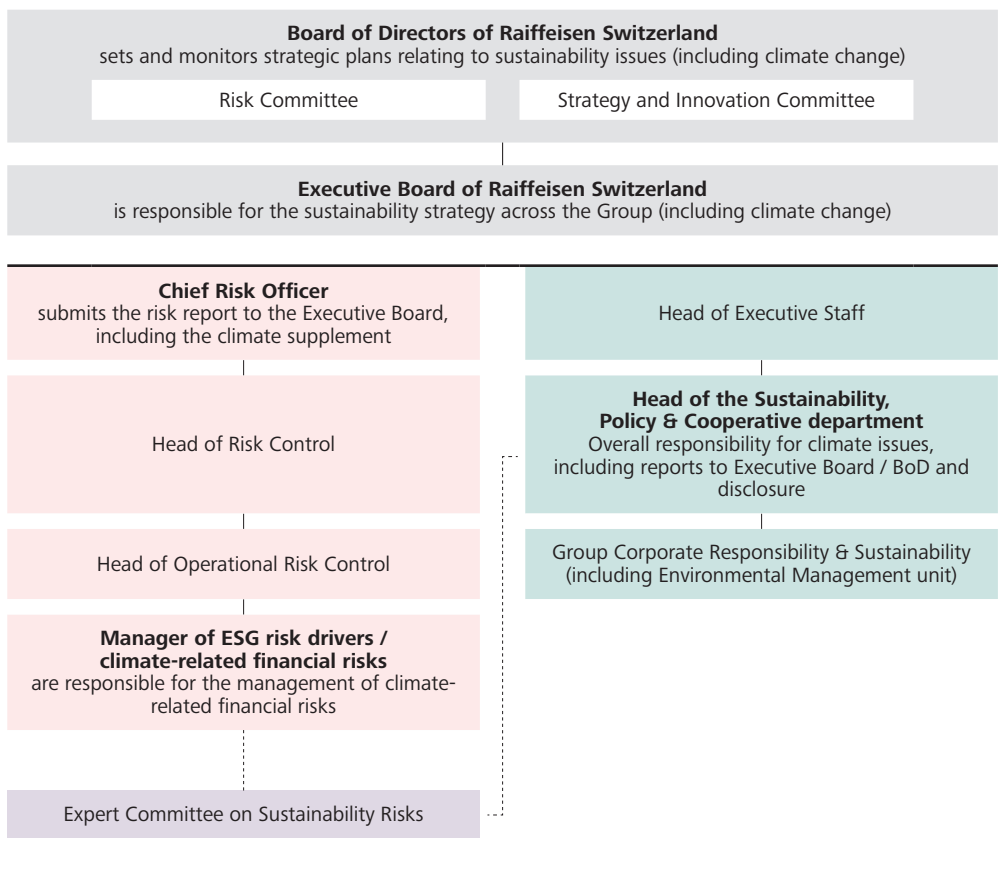 Board of Directors of Raiffeisen Switzerland
sets and monitors strategic plans relating to sustainability issues (including climate change)
Risk Committee
Strategy and Innovation Committee
Executive Board of Raiffeisen Switzerland
is responsible for the sustainability strategy across the Group (including climate change)
Chief Risk Officer
submits the risk report to the Executive Board,
including the climate supplement
Head of Risk Control
Head of Operational Risk Control
Manager of ESG risk drivers /
climate-related financial risks
are responsible for the management of climate-
related financial risks
Expert Committee on Sustainability Risks
Head of Executive Staff
Head of the Sustainability,
Policy & Cooperative department
Overall responsibility for climate issues,
including reports to Executive Board / BoD and
disclosure
Group Corporate Responsibility & Sustainability
(including Environmental Management unit)